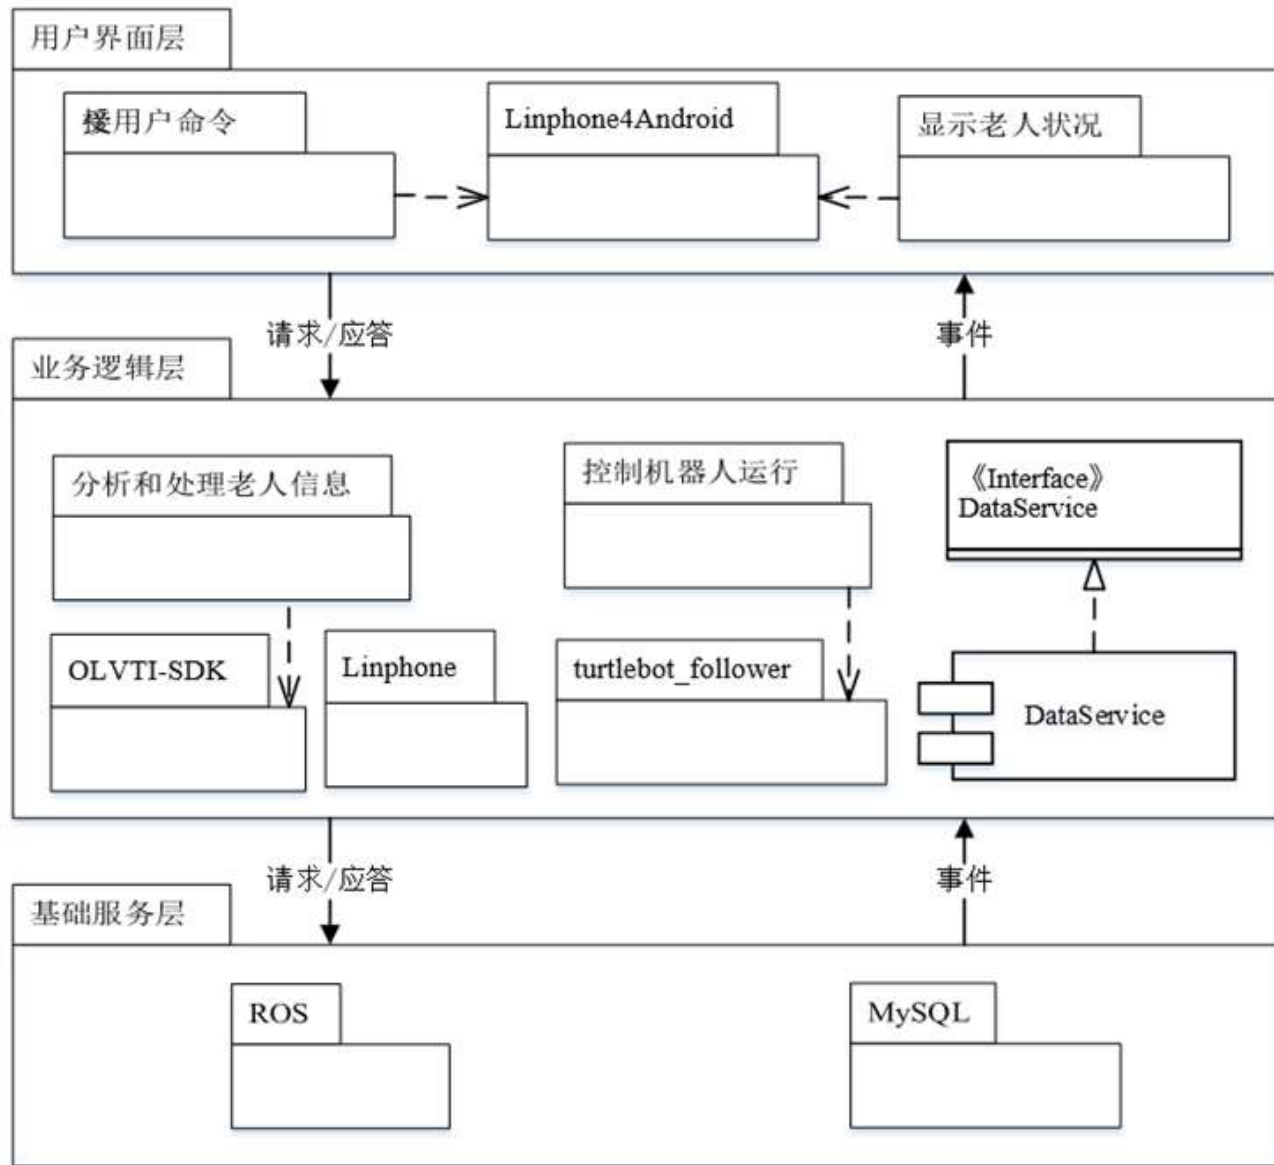 用户界面层
接受用户命令
Linphone4Android
显示老人状况
请求/应答
事件
业务逻辑层
分析和处理老人信息
控制机器人运行
《Interface》
DataService
OLVTI-SDK
Linphone
turtlebot_follower
DataService
请求/应答
事件
基础服务层
ROS
MySQL